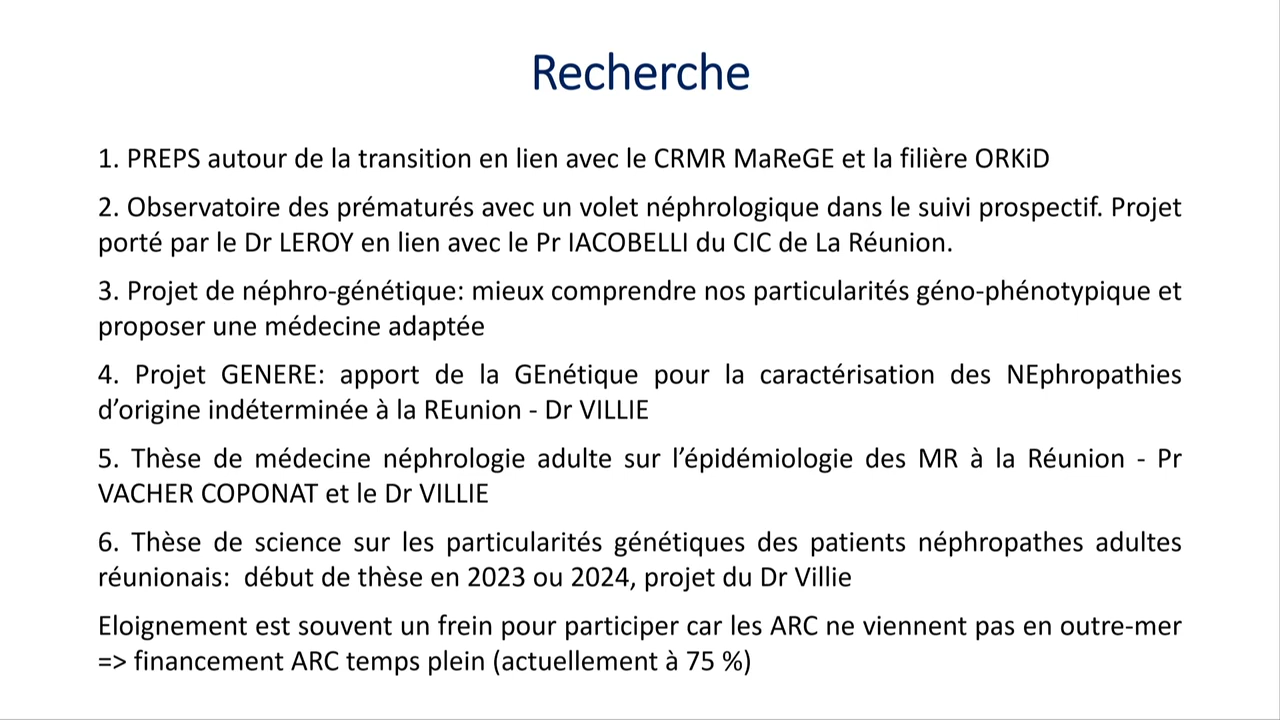 Recherche
1. PREPS autour de la transition en lien avec le CRMR MaReGE et la filière ORKiD
2. Observatoire des prématurés avec un volet néphrologique dans le suivi prospectif. Projet
porté par le Dr LEROY en lien avec le Pr IACOBELLI du CIC de La Réunion.
3. Projet de néphro-génétique: mieux comprendre nos particularités géno-phénotypique et
proposer une médecine adaptée
4. Projet GENERE: apport de la GEnétique pour la caractérisation des NEphropathies
d’origine indéterminée à la REunion - Dr VILLIE
5. Thèse de médecine néphrologie adulte sur l’épidémiologie des MR à la Réunion - Pr
VACHER COPONAT et le Dr VILLIE
6. Thèse de science sur les particularités génétiques des patients néphropathes adultes
réunionais:  début de thèse en 2023 ou 2024, projet du Dr Villie
Eloignement est souvent un frein pour participer car les ARC ne viennent pas en outre-mer
=> financement ARC temps plein (actuellement à 75 %)